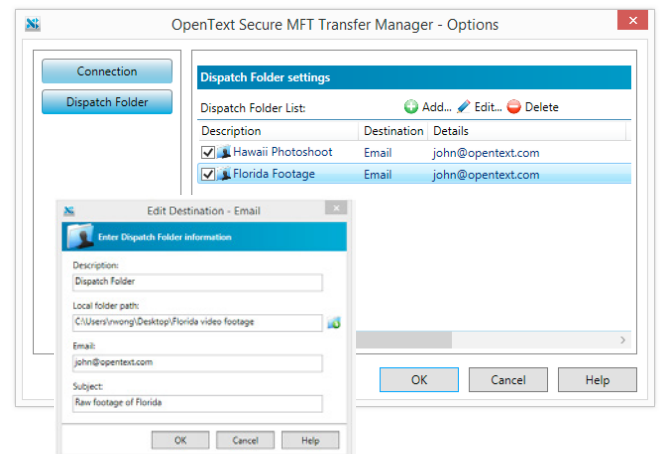 OpenText Secure MFT Transfer Manager - Options
Connection
Dispatch Folder
Dispatch Folder settings
Dispatch Folder List:
Add... Edit... Delete
Description Destination Details
Hawaii Photoshoot Email john@opentext.com
Florida Footage Email john@opentext.com
Edit Destination - Email
Enter Dispatch Folder information
Description:
Dispatch Folder
Local folder path:
C:\Users\rwong\Desktop\Florida video footage
Email:
john@opentext.com
Subject:
Raw footage of Florida
OK Cancel Help
OK Cancel Help